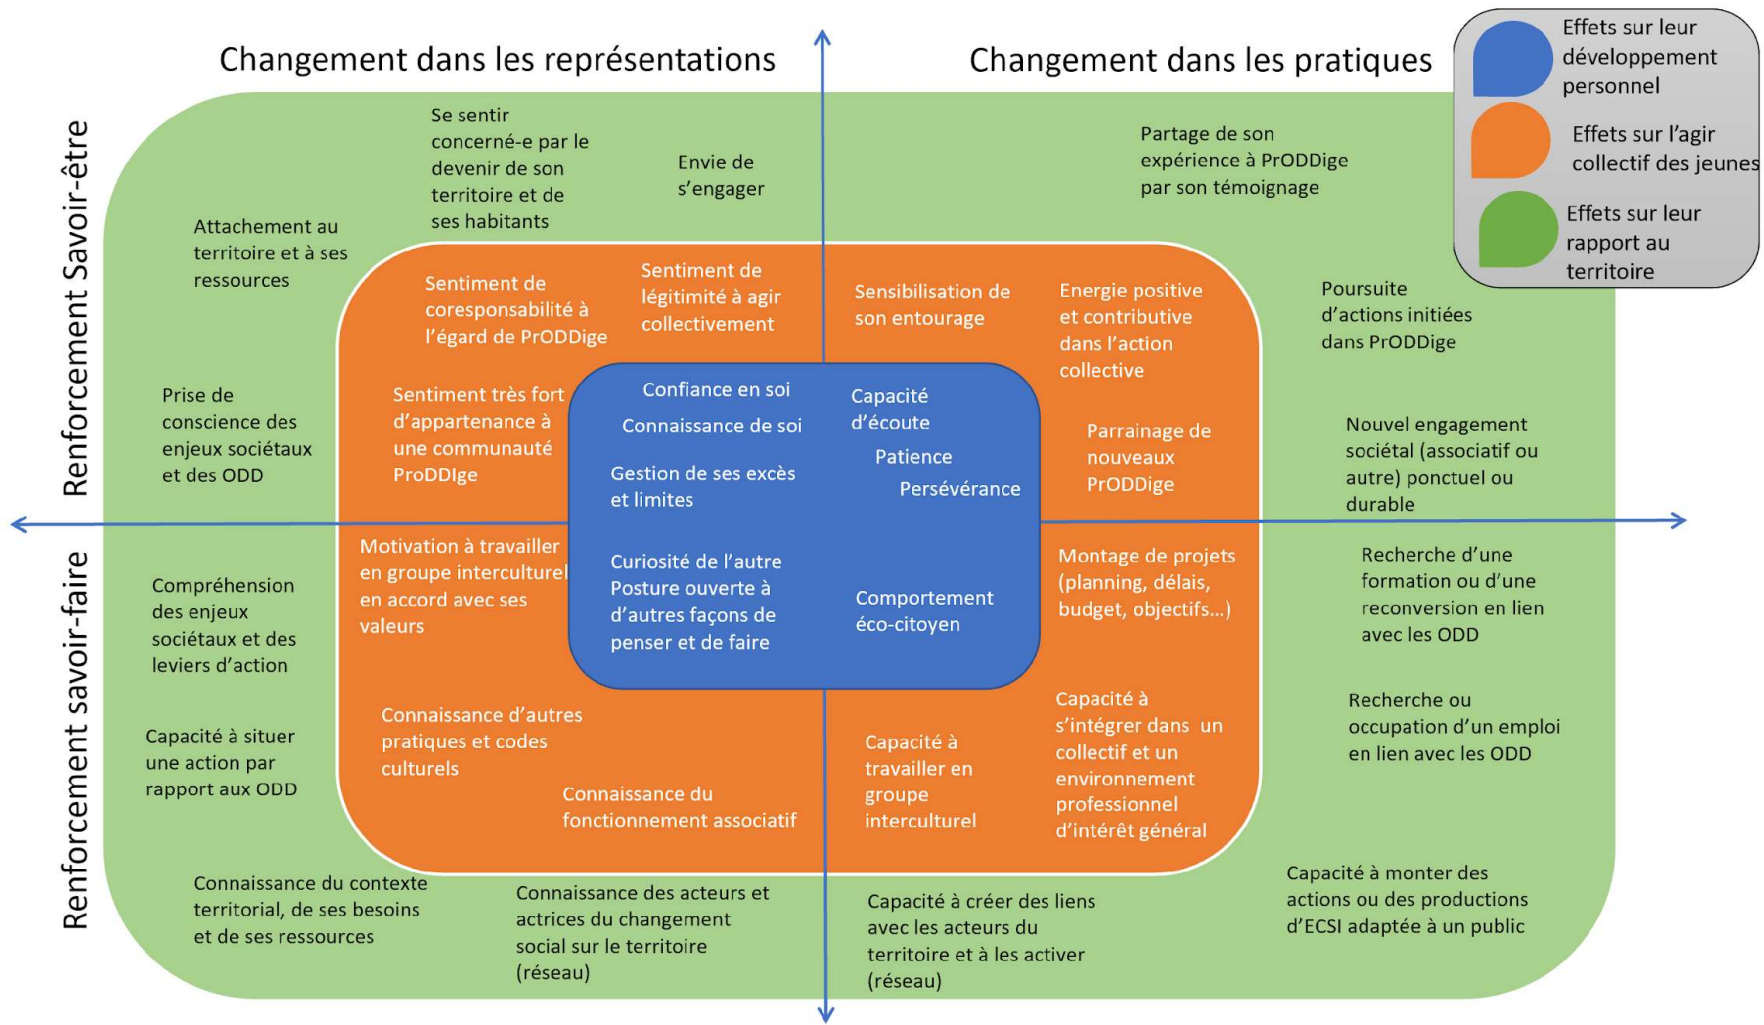 Changement dans les représentations
Changement dans les pratiques
Effets sur leur
développement
personnel
Effets sur l’agir
collectif des jeunes
Effets sur leur
rapport au
territoire
Renforcement Savoir-être
Renforcement savoir-faire
Se sentir
concerné-e par le
devenir de son
territoire et de
ses habitants
Envie de
s’engager
Partage de son
expérience à PrODDige
par son témoignage
Attachement au
territoire et à ses
ressources
Sentiment de
coresponsabilité à
l’égard de PrODDige
Sentiment de
légitimité à agir
collectivement
Sensibilisation de
son entourage
Energie positive
et contributive
dans l’action
collective
Poursuite
d’actions initiées
dans PrODDige
Prise de
conscience des
enjeux sociétaux
et des ODD
Sentiment très fort
d’appartenance à
une communauté
ProDDIge
Confiance en soi
Connaissance de soi
Gestion de ses excès
et limites
Capacité
d’écoute
Patience
Persévérance
Parrainage de
nouveaux
PrODDige
Nouvel engagement
sociétal (associatif ou
autre) ponctuel ou
durable
Compréhension
des enjeux
sociétaux et des
leviers d’action
Motivation à travailler
en groupe interculturel
en accord avec ses
valeurs
Curiosité de l’autre
Posture ouverte à
d’autres façons de
penser et de faire
Comportement
éco-citoyen
Montage de projets
(planning, délais,
budget, objectifs…)
Recherche d’une
formation ou d’une
reconversion en lien
avec les ODD
Capacité à situer
une action par
rapport aux ODD
Connaissance d’autres
pratiques et codes
culturels
Connaissance du
fonctionnement associatif
Capacité à
travailler en
groupe
interculturel
Capacité à
s’intégrer dans un
collectif et un
environnement
professionnel
d’intérêt général
Recherche ou
occupation d’un emploi
en lien avec les ODD
Connaissance du contexte
territorial, de ses besoins
et de ses ressources
Connaissance des acteurs et
actrices du changement
social sur le territoire
(réseau)
Capacité à créer des liens
avec les acteurs du
territoire et à les activer
(réseau)
Capacité à monter des
actions ou des productions
d’ECSI adaptée à un public